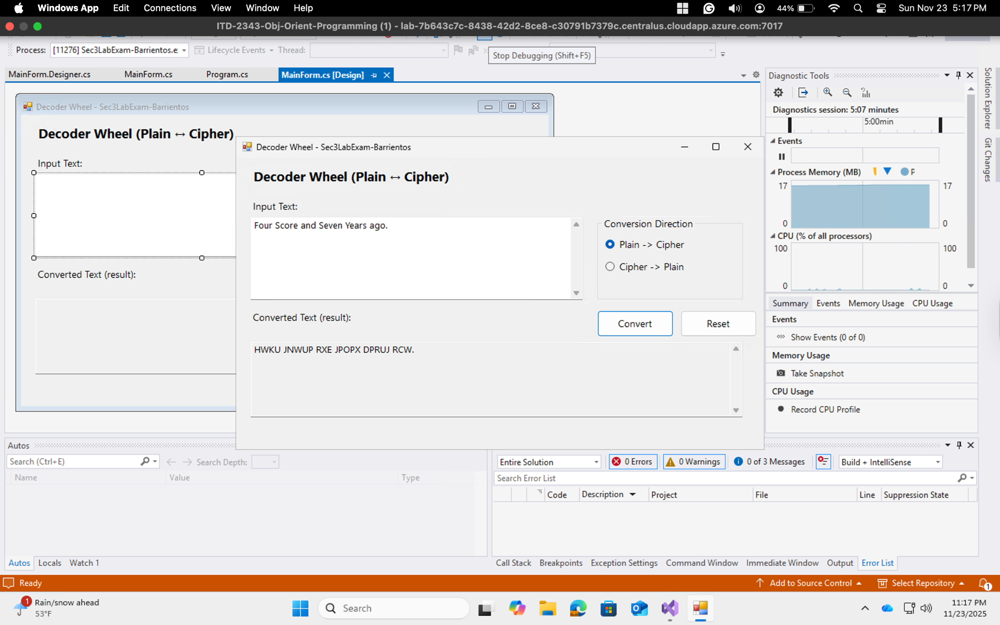 Windows App Edit Connections View Window Help 44% Sun Nov 23 5:17 PM
ITD-2343-Obj-Orient-Programming (1) - lab-7b643c7c-8438-42d2-8ce8-c30791b7379c.centralus.cloudapp.azure.com:7017
Process: [11276] Sec3LabExam-Barrientos.e Lifecycle Events Thread:
Stop Debugging (Shift+F5)
MainForm.Designer.cs MainForm.cs Program.cs MainForm.cs [Design]
Decoder Wheel - Sec3LabExam-Barrientos
Decoder Wheel (Plain ↔ Cipher)
Input Text:
Converted Text (result):
Decoder Wheel - Sec3LabExam-Barrientos
Decoder Wheel (Plain ↔ Cipher)
Input Text:
Four Score and Seven Years ago.
Conversion Direction
Plain -> Cipher
Cipher -> Plain
Converted Text (result):
Convert Reset
HWKU JNWUP RXE JPOPX DPRUJ RCW.
Diagnostic Tools
Diagnostics session: 5:07 minutes
5:00min
Events
Process Memory (MB) P
17 17
0 0
CPU (% of all processors)
100 100
0 0
Summary Events Memory Usage CPU Usage
Events
Show Events (0 of 0)
Memory Usage
Take Snapshot
CPU Usage
Record CPU Profile
Solution Explorer
Git Changes
Autos
Search (Ctrl+E) Search Depth:
Name Value Type
Autos Locals Watch 1
Entire Solution 0 Errors 0 Warnings 0 of 3 Messages Build + IntelliSense
Search Error List
Code Description Project File Line Suppression State
Call Stack Breakpoints Exception Settings Command Window Immediate Window Output Error List
Ready Add to Source Control Select Repository 1
1 Rain/snow ahead
53°F
Search
11:17 PM
11/23/2025